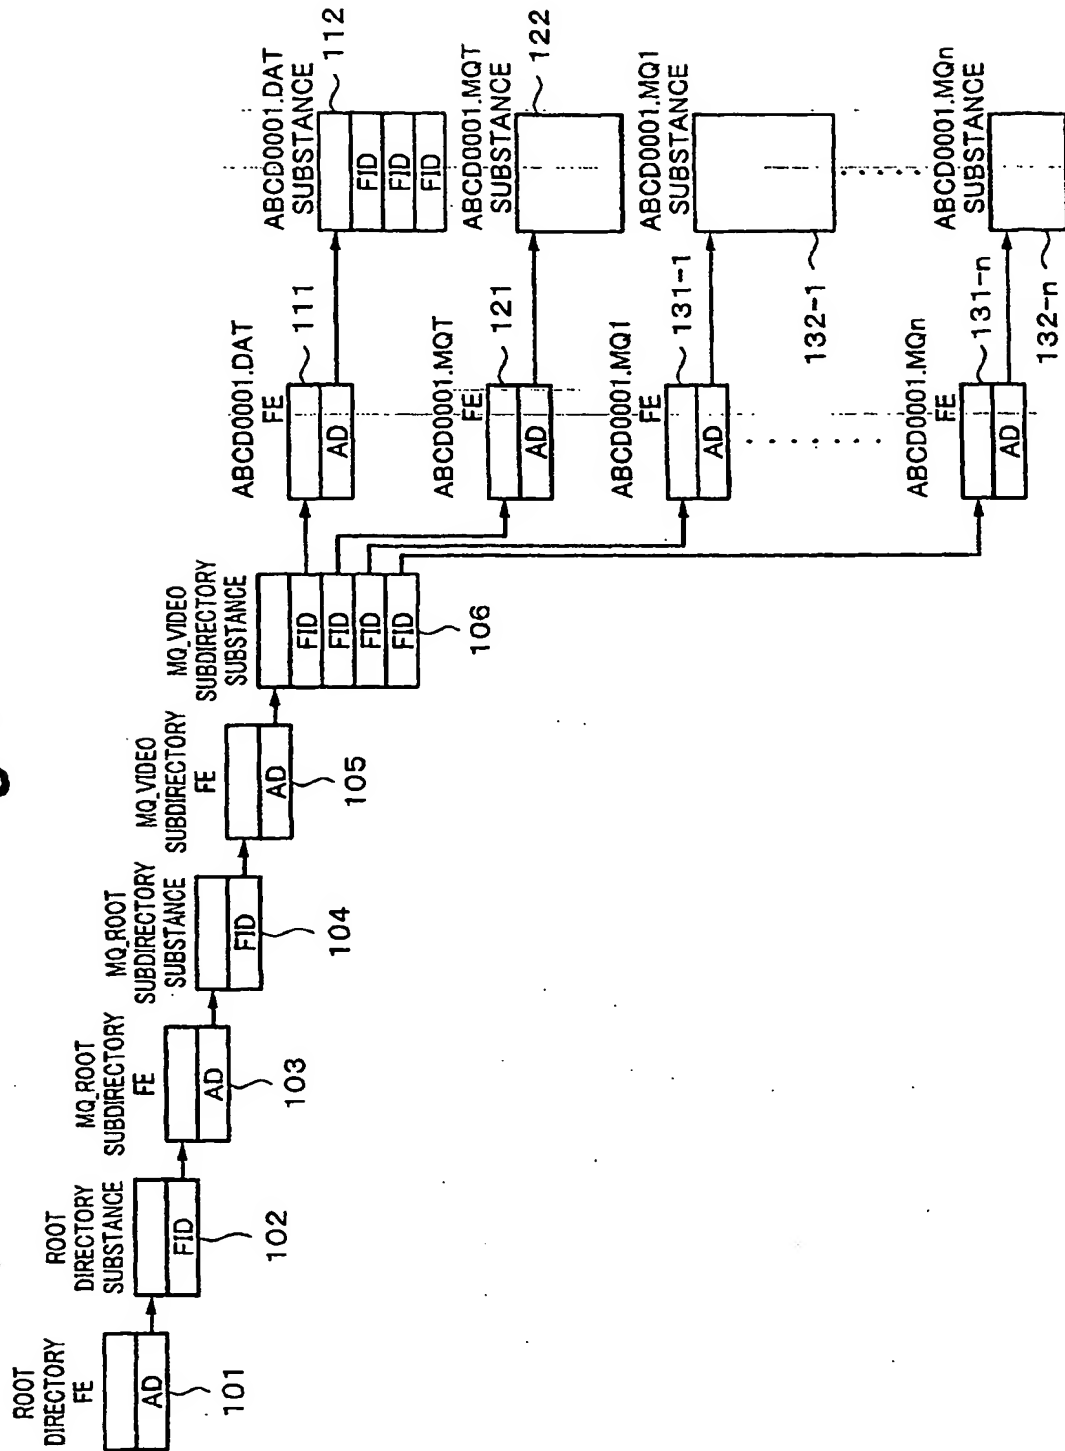 ROOT
DIRECTORY
FE
AD
101
ROOT
DIRECTORY
SUBSTANCE
FID
102
MQ_ROOT
SUBDIRECTORY
FE
AD
103
MQ_ROOT
SUBDIRECTORY
SUBSTANCE
FID
104
MQ_VIDEO
SUBDIRECTORY
FE
AD
105
MQ_VIDEO
SUBDIRECTORY
SUBSTANCE
FID
FID
FID
FID
106
ABCD0001.DAT
FE
AD
111
ABCD0001.DAT
SUBSTANCE
FID
FID
FID
112
ABCD0001.MQT
FE
AD
121
ABCD0001.MQT
SUBSTANCE
122
ABCD0001.MQ1
FE
AD
131-1
ABCD0001.MQ1
SUBSTANCE
132-1
ABCD0001.MQn
FE
AD
131-n
ABCD0001.MQn
SUBSTANCE
132-n